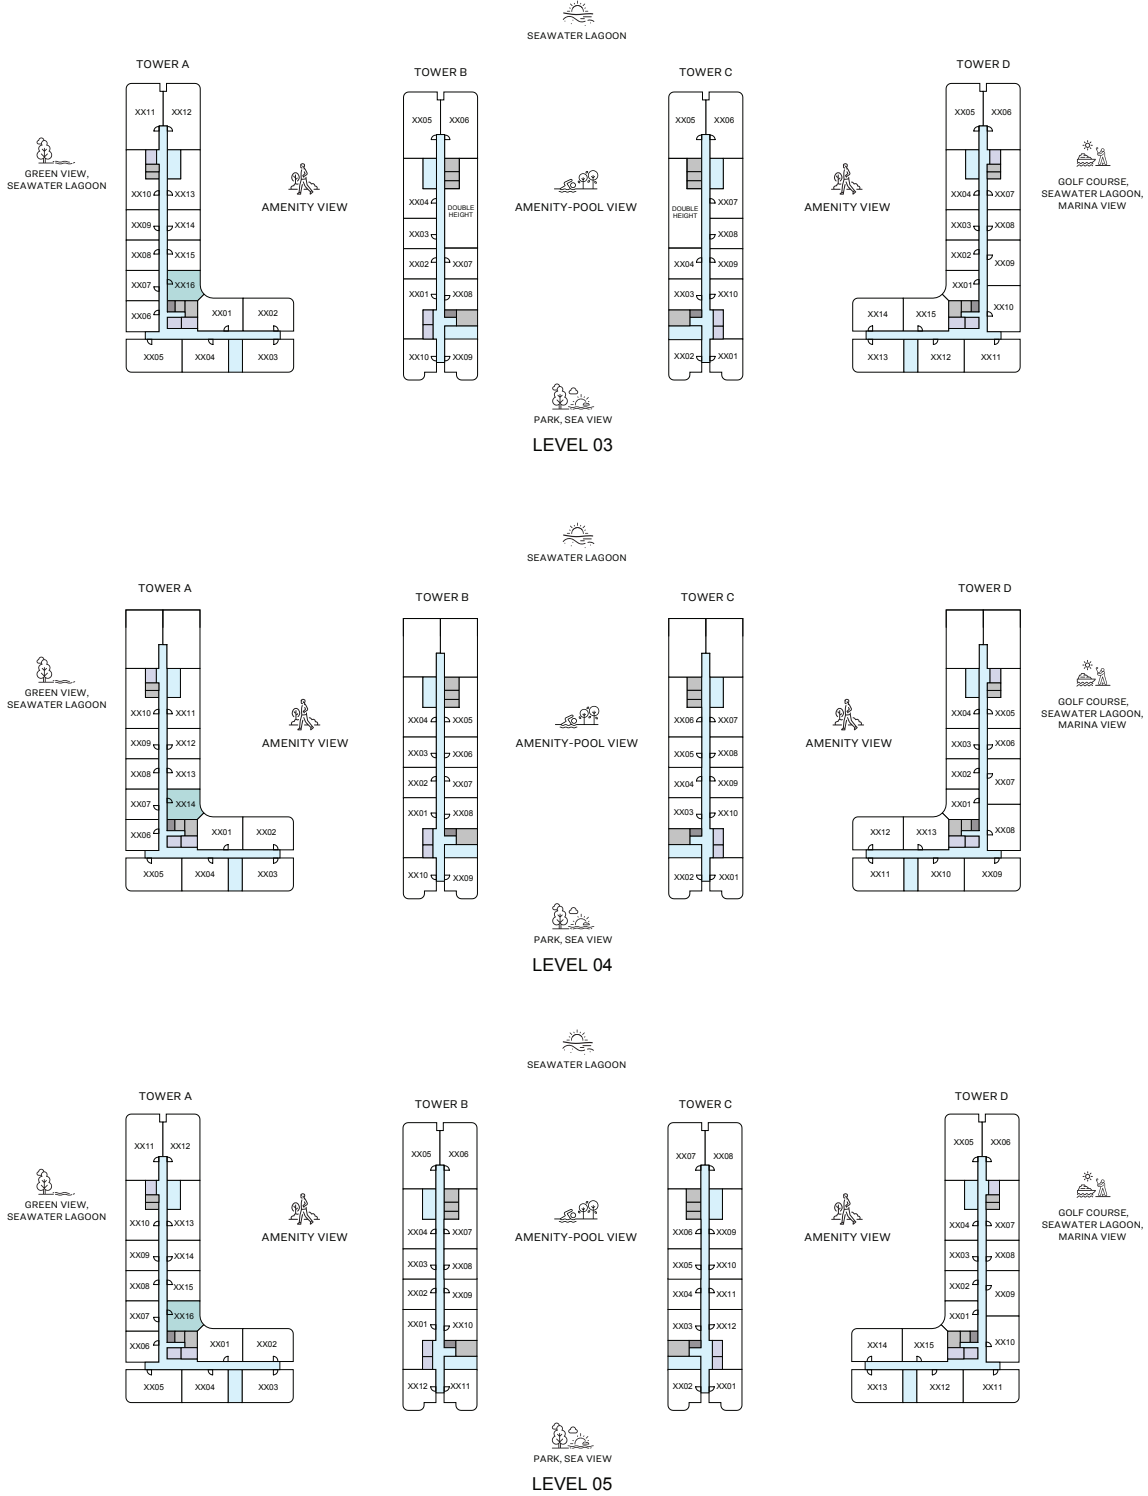 SEAWATER LAGOON
TOWER A
TOWER B
TOWER C
TOWER D
XX11 XX12
XX05 XX06
XX05 XX06
XX05 XX06
GREEN VIEW,
SEAWATER LAGOON
AMENITY VIEW
AMENITY-POOL VIEW
AMENITY VIEW
GOLF COURSE,
SEAWATER LAGOON,
MARINA VIEW
XX10 XX13
XX04
DOUBLE
HEIGHT
DOUBLE
HEIGHT
XX07
XX04 XX07
XX09 XX14
XX03
XX08
XX03 XX08
XX08 XX15
XX02 XX07
XX04 XX09
XX02 XX09
XX07 XX16
XX01 XX08
XX03 XX10
XX01
XX06 XX01 XX02
XX14 XX15 XX10
XX05 XX04 XX03
XX10 XX09
XX02 XX01
XX13 XX12 XX11
PARK, SEA VIEW
LEVEL 03
SEAWATER LAGOON
TOWER A
TOWER B
TOWER C
TOWER D
GREEN VIEW,
SEAWATER LAGOON
AMENITY VIEW
AMENITY-POOL VIEW
AMENITY VIEW
GOLF COURSE,
SEAWATER LAGOON,
MARINA VIEW
XX10 XX11
XX04 XX05
XX06 XX07
XX04 XX05
XX09 XX12
XX03 XX06
XX05 XX08
XX03 XX06
XX08 XX13
XX02 XX07
XX04 XX09
XX02 XX07
XX07 XX14
XX01 XX08
XX03 XX10
XX01
XX06 XX01 XX02
XX12 XX13 XX08
XX05 XX04 XX03
XX10 XX09
XX02 XX01
XX11 XX10 XX09
PARK, SEA VIEW
LEVEL 04
SEAWATER LAGOON
TOWER A
TOWER B
TOWER C
TOWER D
XX11 XX12
XX05 XX06
XX07 XX08
XX05 XX06
GREEN VIEW,
SEAWATER LAGOON
AMENITY VIEW
AMENITY-POOL VIEW
AMENITY VIEW
GOLF COURSE,
SEAWATER LAGOON,
MARINA VIEW
XX10 XX13
XX04 XX07
XX06 XX09
XX04 XX07
XX09 XX14
XX03 XX08
XX05 XX10
XX03 XX08
XX08 XX15
XX02 XX09
XX04 XX11
XX02 XX09
XX07 XX16
XX01 XX10
XX03 XX12
XX01
XX06 XX01 XX02
XX14 XX15 XX10
XX05 XX04 XX03
XX12 XX11
XX02 XX01
XX13 XX12 XX11
PARK, SEA VIEW
LEVEL 05